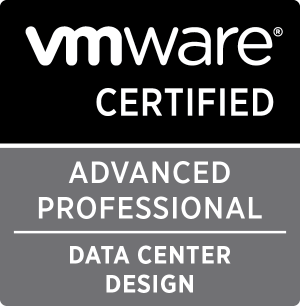 vmware®
CERTIFIED
ADVANCED
PROFESSIONAL
DATA CENTER
DESIGN